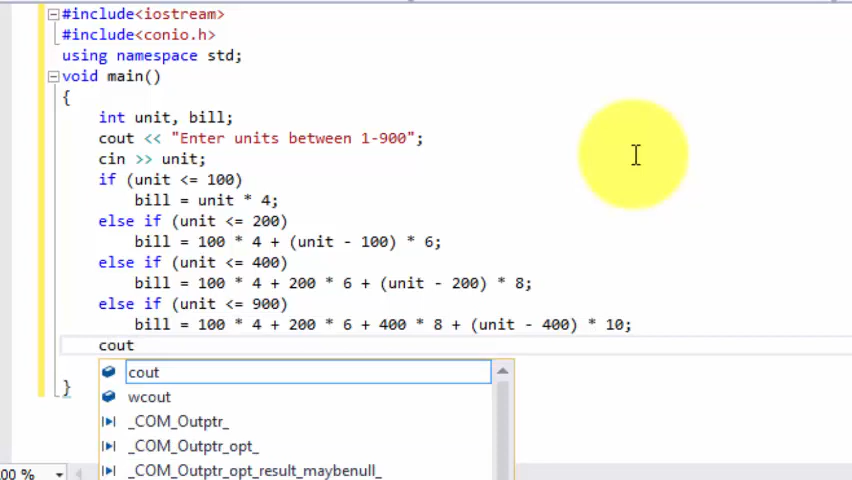 #include<iostream>
#include<conio.h>
using namespace std;
void main()
{
int unit, bill;
cout << "Enter units between 1-900";
cin >> unit;
if (unit <= 100)
bill = unit * 4;
else if (unit <= 200)
bill = 100 * 4 + (unit - 100) * 6;
else if (unit <= 400)
bill = 100 * 4 + 200 * 6 + (unit - 200) * 8;
else if (unit <= 900)
bill = 100 * 4 + 200 * 6 + 400 * 8 + (unit - 400) * 10;
cout
cout
}
wcout
_COM_Outptr_
_COM_Outptr_opt_
_COM_Outptr_opt_result_maybenull_
00 %